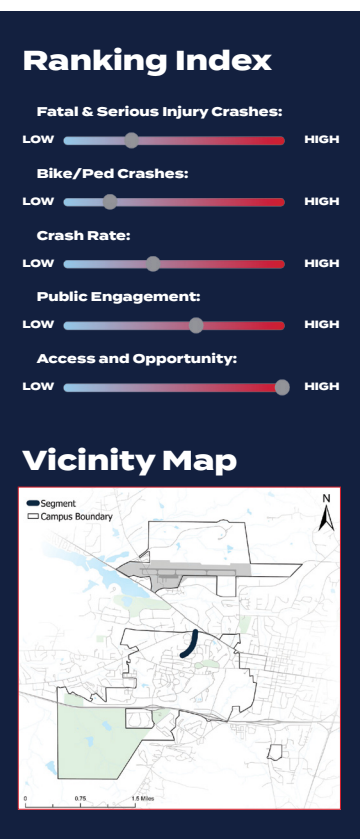 Ranking Index
Fatal & Serious Injury Crashes:
LOW HIGH
Bike/Ped Crashes:
LOW HIGH
Crash Rate:
LOW HIGH
Public Engagement:
LOW HIGH
Access and Opportunity:
LOW HIGH
Vicinity Map
Segment
Campus Boundary
N
0 0.75 1.5 Miles